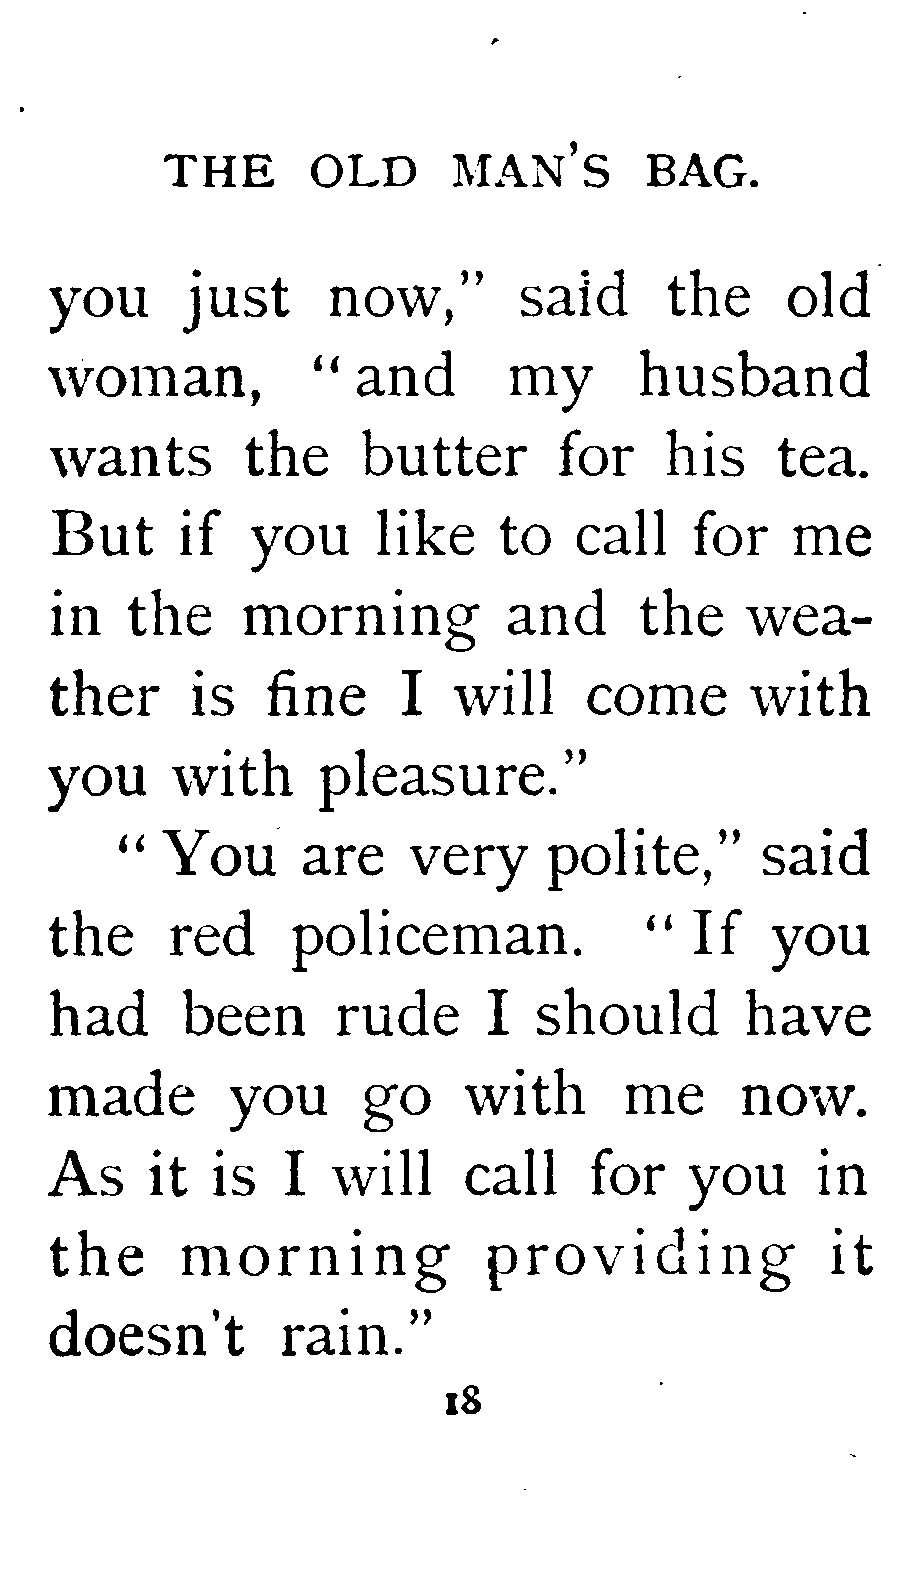 THE OLD MAN'S BAG.
you just now," said the old
woman, "and my husband
wants the butter for his tea.
But if you like to call for me
in the morning and the wea-
ther is fine I will come with
you with pleasure."
"You are very polite," said
the red policeman. "If you
had been rude I should have
made you go with me now.
As it is I will call for you in
the morning providing it
doesn't rain."
18